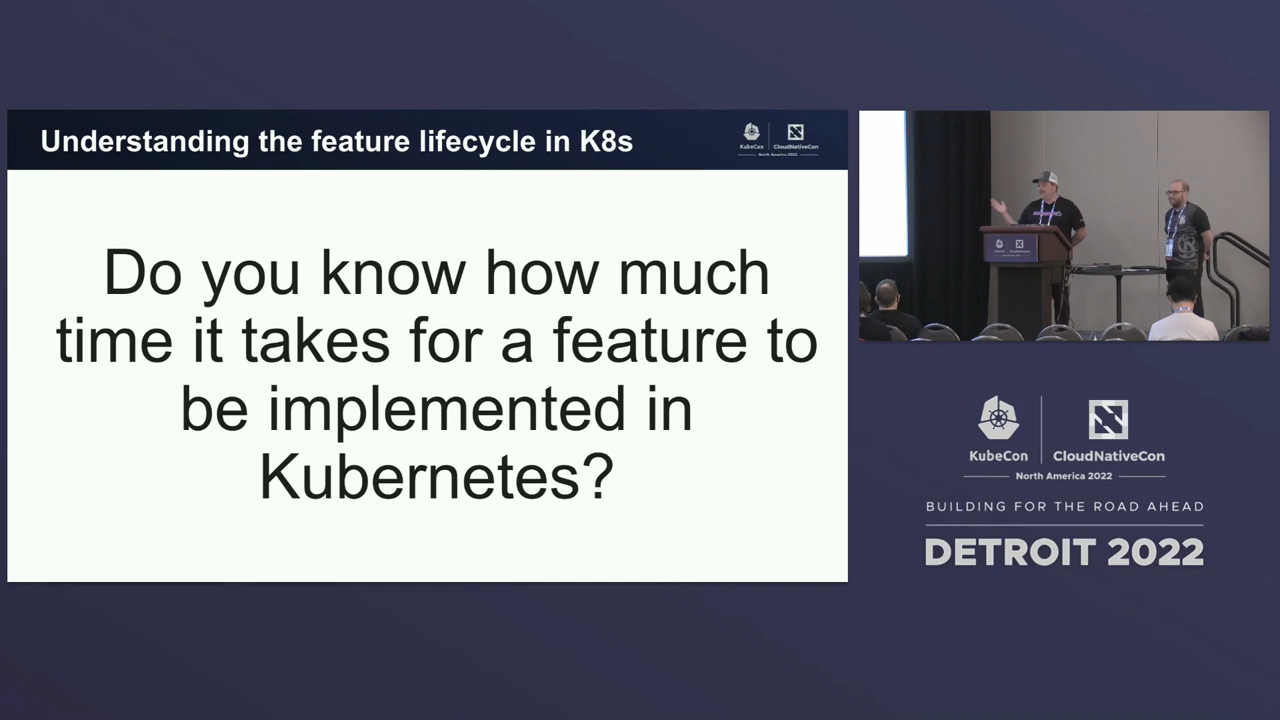 Understanding the feature lifecycle in K8s
KubeCon
CloudNativeCon
North America 2022
Do you know how much
time it takes for a feature to
be implemented in
Kubernetes?
KubeCon
CloudNativeCon
North America 2022
BUILDING FOR THE ROAD AHEAD
DETROIT 2022